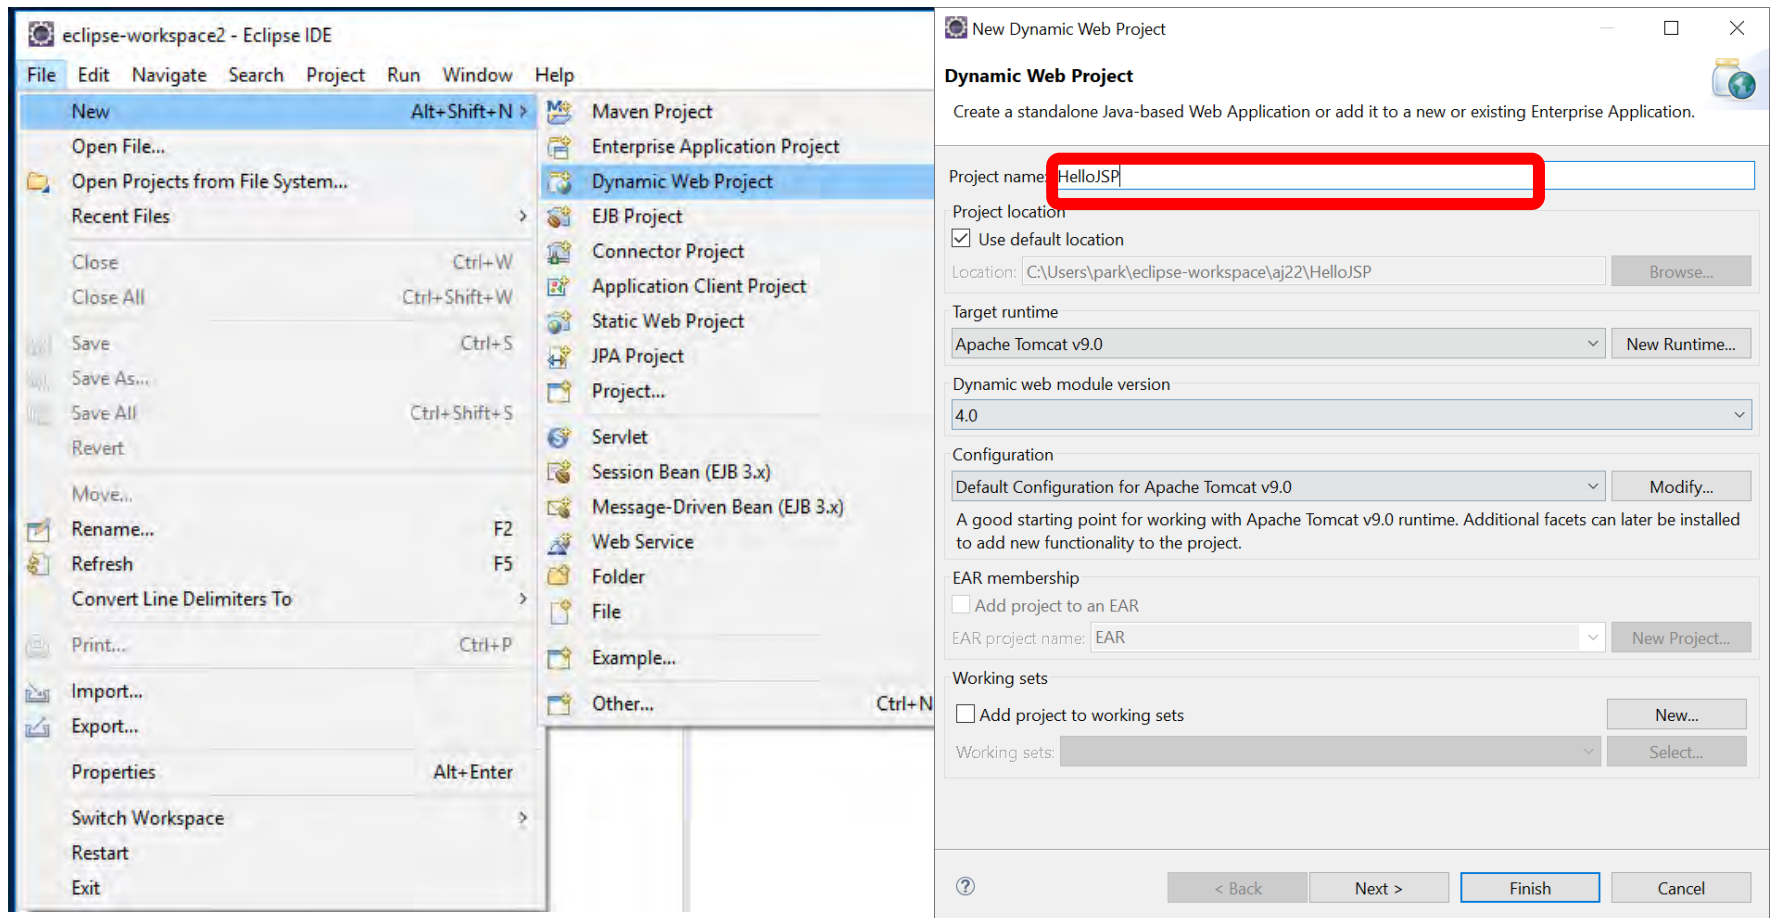 eclipse-workspace2 - Eclipse IDE
File Edit Navigate Search Project Run Window Help
New Alt+Shift+N >
Open File...
Open Projects from File System...
Recent Files >
Close Ctrl+W
Close All Ctrl+Shift+W
Save Ctrl+S
Save As...
Save All Ctrl+Shift+S
Revert
Move...
Rename... F2
Refresh F5
Convert Line Delimiters To >
Print... Ctrl+P
Import...
Export...
Properties Alt+Enter
Switch Workspace >
Restart
Exit
Maven Project
Enterprise Application Project
Dynamic Web Project
EJB Project
Connector Project
Application Client Project
Static Web Project
JPA Project
Project...
Servlet
Session Bean (EJB 3.x)
Message-Driven Bean (EJB 3.x)
Web Service
Folder
File
Example...
Other... Ctrl+N
New Dynamic Web Project
Dynamic Web Project
Create a standalone Java-based Web Application or add it to a new or existing Enterprise Application.
Project name: HelloJSP
Project location
Use default location
Location: C:\Users\park\eclipse-workspace\aj22\HelloJSP Browse...
Target runtime
Apache Tomcat v9.0 New Runtime...
Dynamic web module version
4.0
Configuration
Default Configuration for Apache Tomcat v9.0 Modify...
A good starting point for working with Apache Tomcat v9.0 runtime. Additional facets can later be installed
to add new functionality to the project.
EAR membership
Add project to an EAR
EAR project name: EAR New Project...
Working sets
Add project to working sets New...
Working sets: Select...
? < Back Next > Finish Cancel